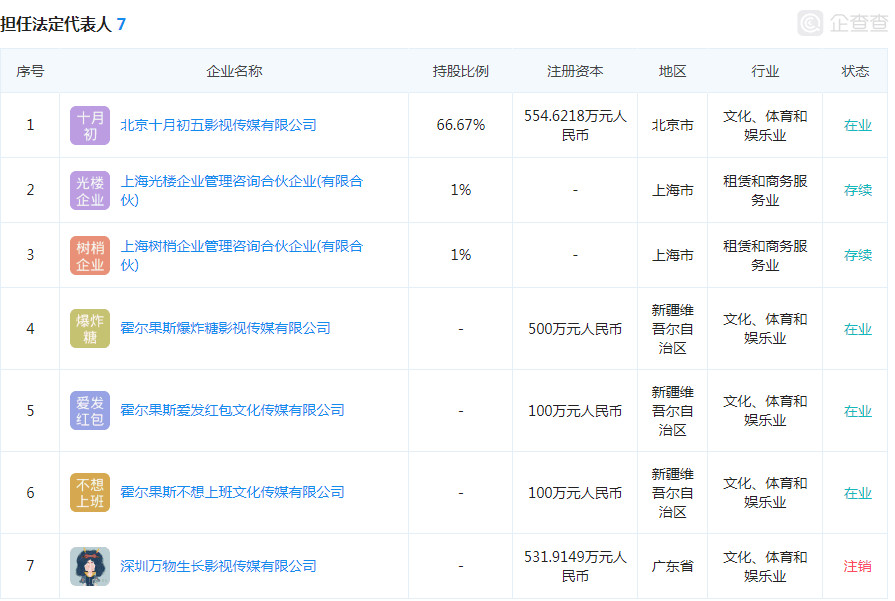 担任法定代表人 7
企查查
序号 企业名称 持股比例 注册资本 地区 行业 状态
1 十月初 北京十月初五影视传媒有限公司 66.67% 554.6218万元人民币 北京市 文化、体育和娱乐业 在业
2 光楼企业 上海光楼企业管理咨询合伙企业(有限合伙) 1% - 上海市 租赁和商务服务业 存续
3 树梢企业 上海树梢企业管理咨询合伙企业(有限合伙) 1% - 上海市 租赁和商务服务业 存续
4 爆炸糖 霍尔果斯爆炸糖影视传媒有限公司 - 500万元人民币 新疆维吾尔自治区 文化、体育和娱乐业 在业
5 爱发红包 霍尔果斯爱发红包文化传媒有限公司 - 100万元人民币 新疆维吾尔自治区 文化、体育和娱乐业 在业
6 不想上班 霍尔果斯不想上班文化传媒有限公司 - 100万元人民币 新疆维吾尔自治区 文化、体育和娱乐业 在业
7 深圳万物生长影视传媒有限公司 - 531.9149万元人民币 广东省 文化、体育和娱乐业 注销